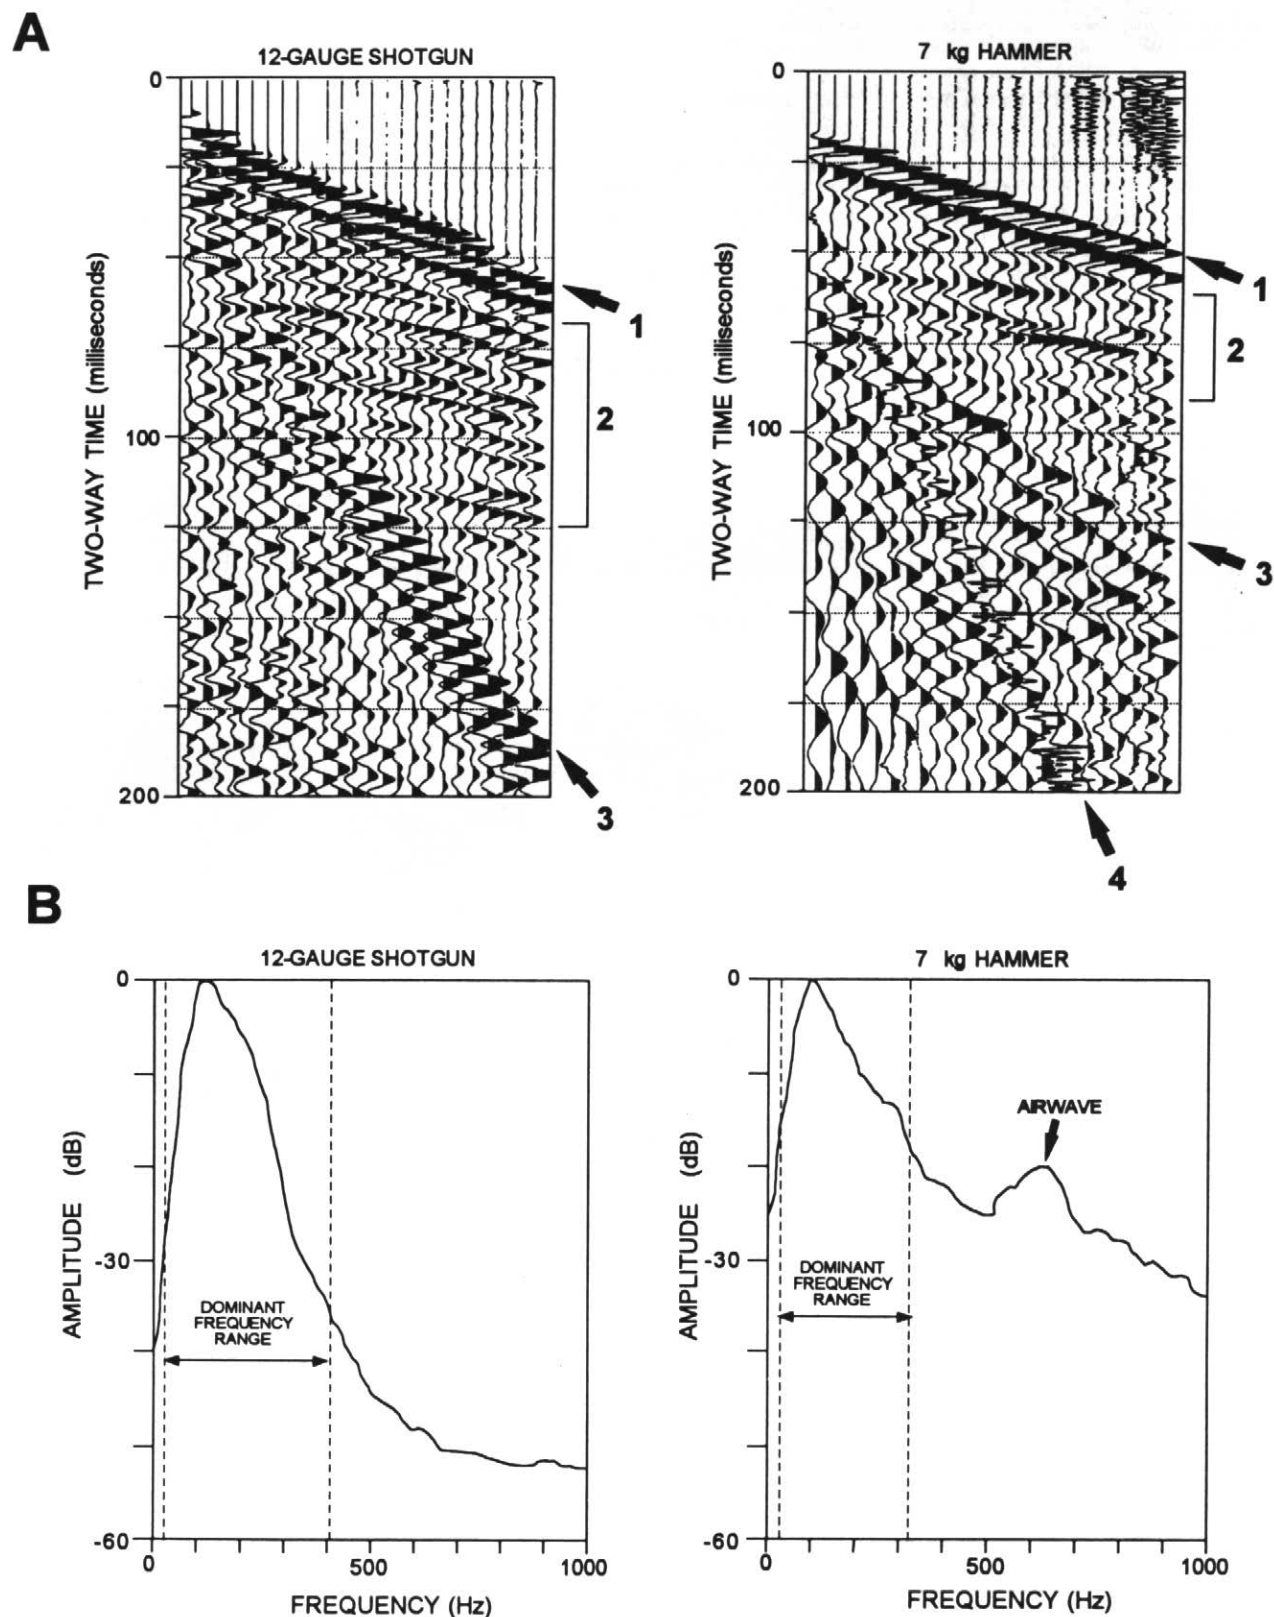 A
12-GAUGE SHOTGUN
0
100
200
TWO-WAY TIME (milliseconds)
1
2
3
7 kg HAMMER
0
100
200
TWO-WAY TIME (milliseconds)
1
2
3
4
B
12-GAUGE SHOTGUN
0
-30
-60
AMPLITUDE (dB)
DOMINANT
FREQUENCY
RANGE
0 500 1000
FREQUENCY (Hz)
7 kg HAMMER
0
-30
-60
AMPLITUDE (dB)
AIRWAVE
DOMINANT
FREQUENCY
RANGE
0 500 1000
FREQUENCY (Hz)